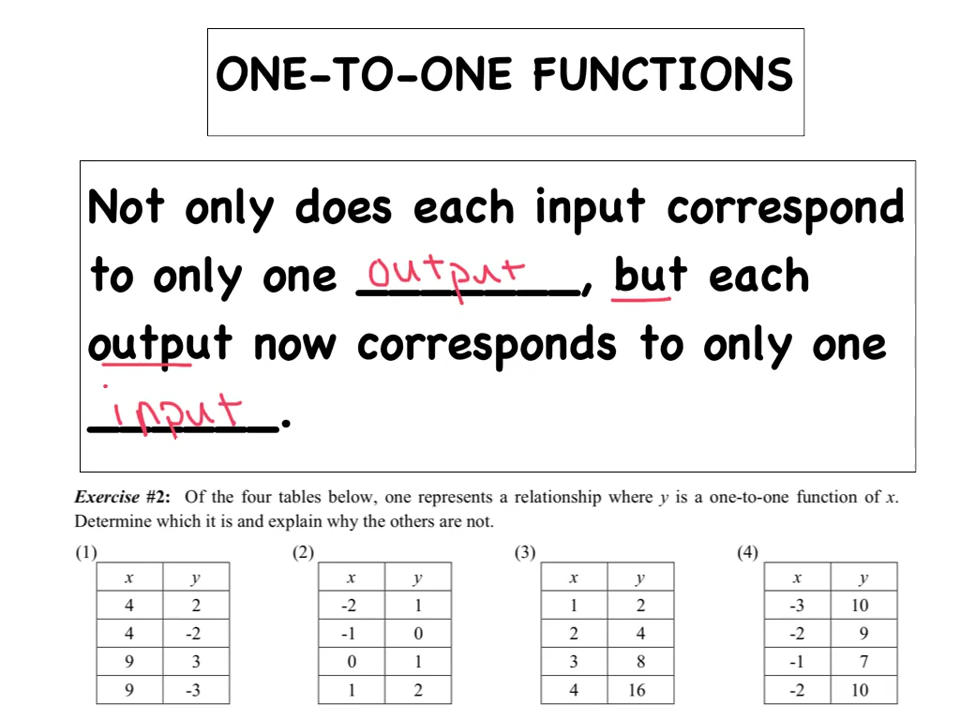 ONE-TO-ONE FUNCTIONS
Not only does each input correspond
to only one output, but each
output now corresponds to only one
input.
Exercise #2: Of the four tables below, one represents a relationship where y is a one-to-one function of x.
Determine which it is and explain why the others are not.
(1) (2) (3) (4)
x y x y x y x y
4 2 -2 1 1 2 -3 10
4 -2 -1 0 2 4 -2 9
9 3 0 1 3 8 -1 7
9 -3 1 2 4 16 -2 10